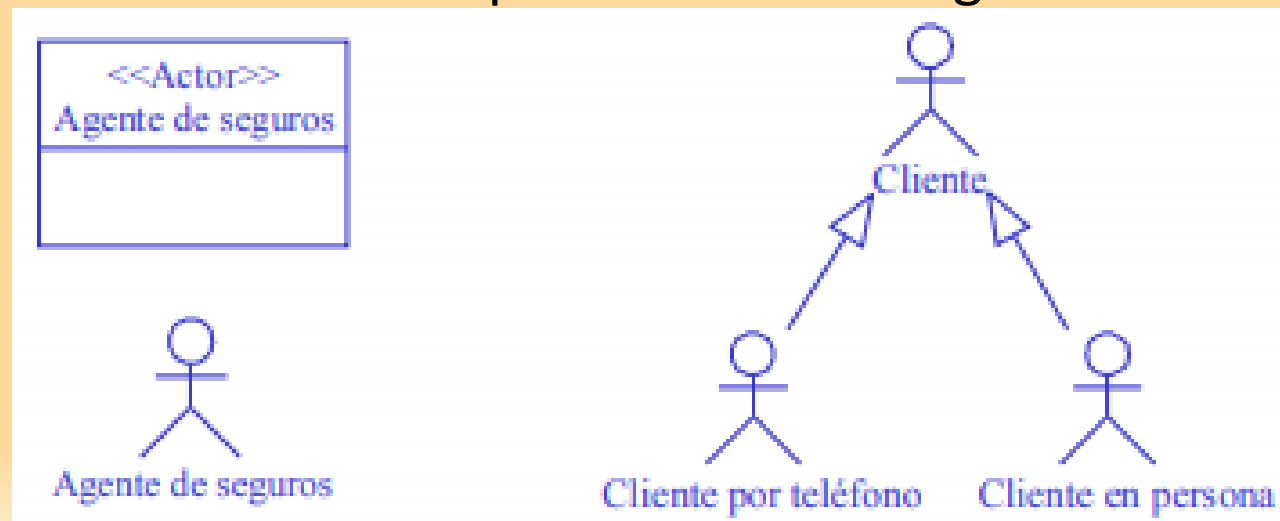 <<Actor>>
Agente de seguros
Agente de seguros
Cliente
Cliente por teléfono
Cliente en persona